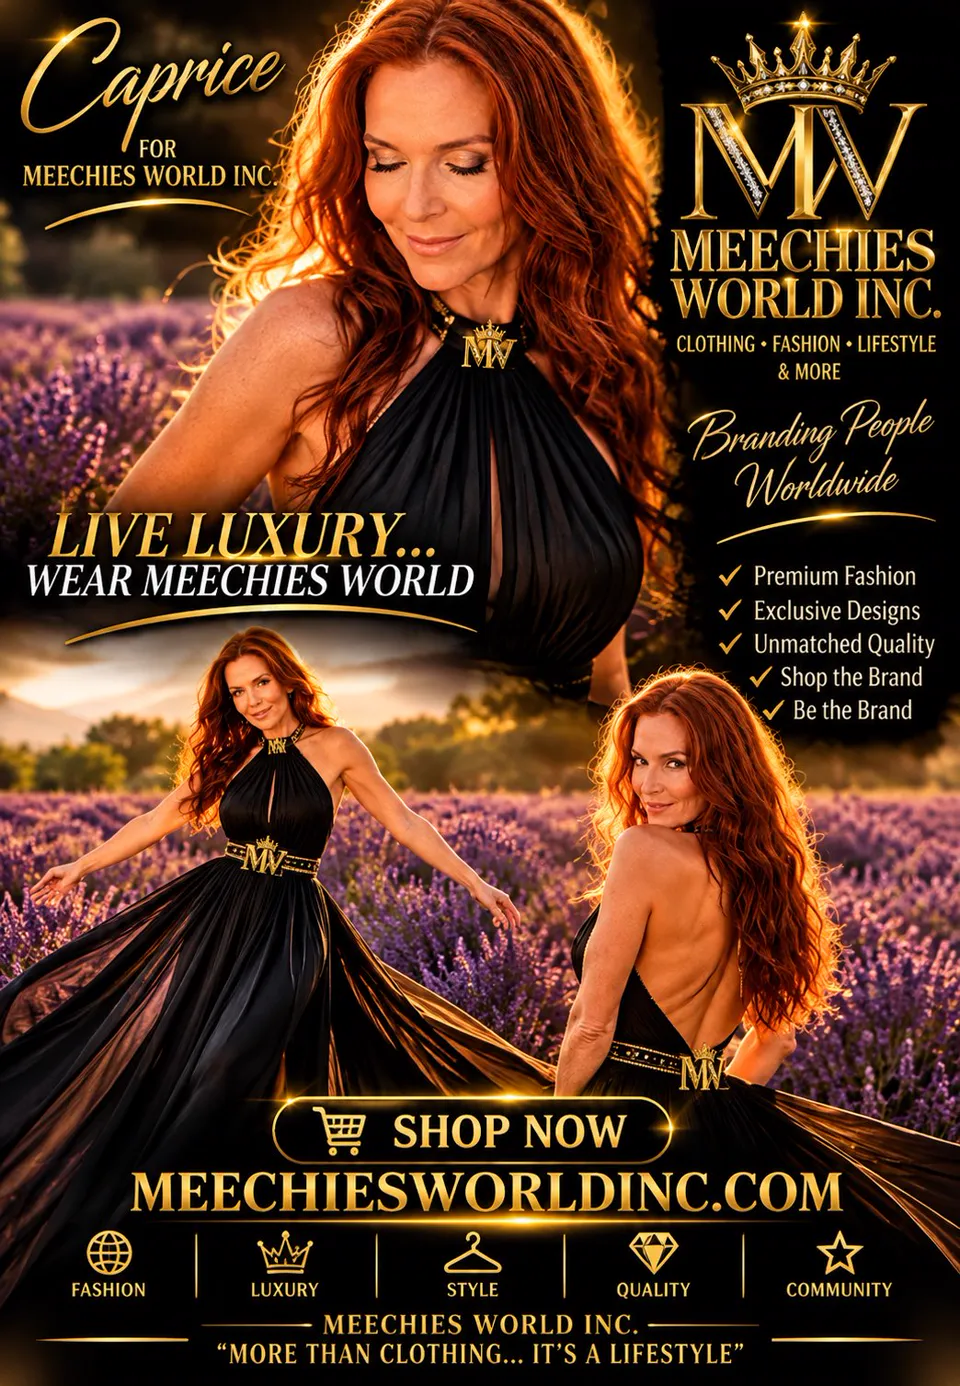 Caprice
FOR
MEECHIES WORLD INC.
MW
MEECHIES
WORLD INC.
CLOTHING • FASHION • LIFESTYLE
& MORE
Branding People
Worldwide
✓ Premium Fashion
✓ Exclusive Designs
✓ Unmatched Quality
✓ Shop the Brand
✓ Be the Brand
MW
LIVE LUXURY...
WEAR MEECHIES WORLD
MW
MW
MW
SHOP NOW
MEECHIESWORLDINC.COM
FASHION
LUXURY
STYLE
QUALITY
COMMUNITY
MEECHIES WORLD INC.
“MORE THAN CLOTHING... IT’S A LIFESTYLE”